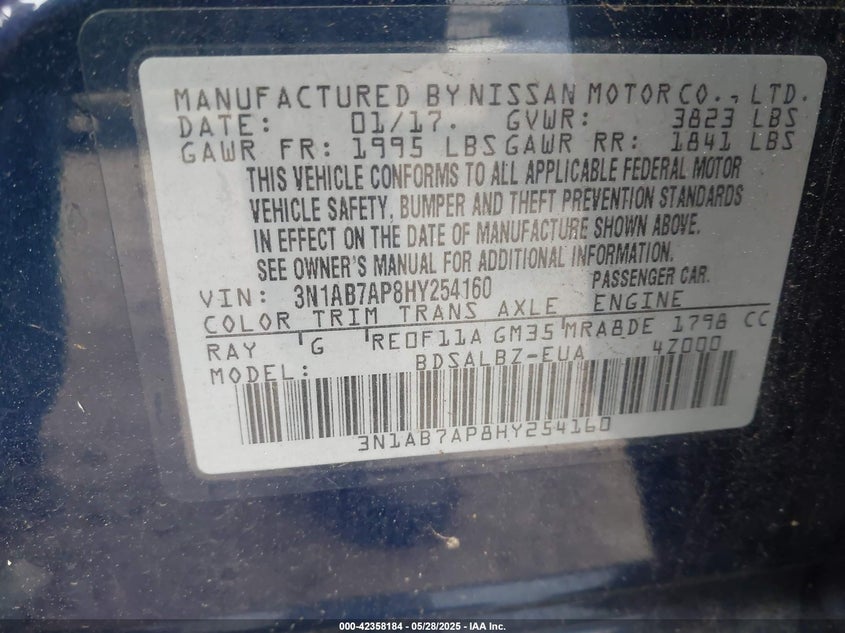 MANUFACTURED BY NISSAN MOTOR CO., LTD.
DATE: 01/17. GVWR: 3823 LBS
GAWR FR: 1995 LBS GAWR RR: 1841 LBS
THIS VEHICLE CONFORMS TO ALL APPLICABLE FEDERAL MOTOR
VEHICLE SAFETY, BUMPER AND THEFT PREVENTION STANDARDS
IN EFFECT ON THE DATE OF MANUFACTURE SHOWN ABOVE.
SEE OWNER'S MANUAL FOR ADDITIONAL INFORMATION.
VIN: 3N1AB7AP8HY254160 PASSENGER CAR.
COLOR TRIM TRANS AXLE ENGINE
RAY G RE0F11A GM35 MRA8DE 1798 CC
MODEL: BDSALBZ-EUA 4Z000
3N1AB7AP8HY254160
000-42358184 - 05/28/2025 - IAA Inc.